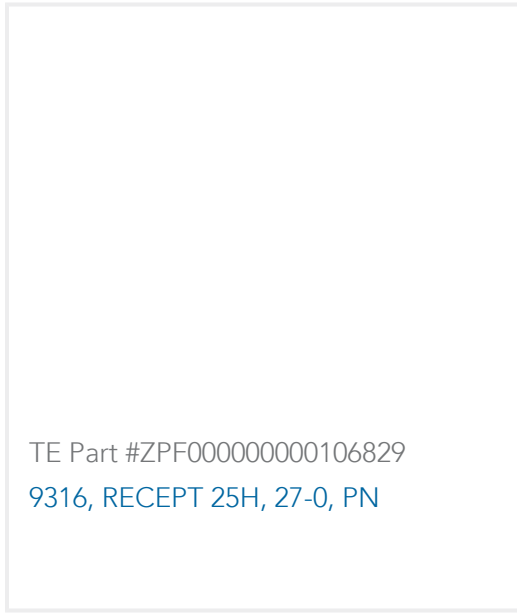 TE Part #ZPF000000000106829
9316, RECEPT 25H, 27-0, PN